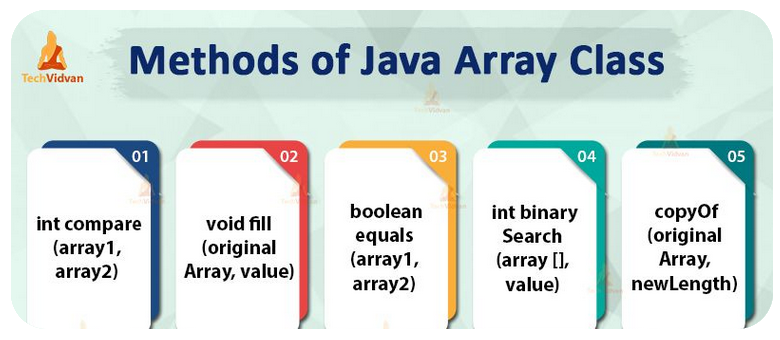 TechVidvan
Methods of Java Array Class
01
int compare
(array1,
array2)
02
void fill
(original
Array, value)
03
boolean
equals
(array1,
array2)
04
int binary
Search
(array [],
value)
05
copyOf
(original
Array,
newLength)